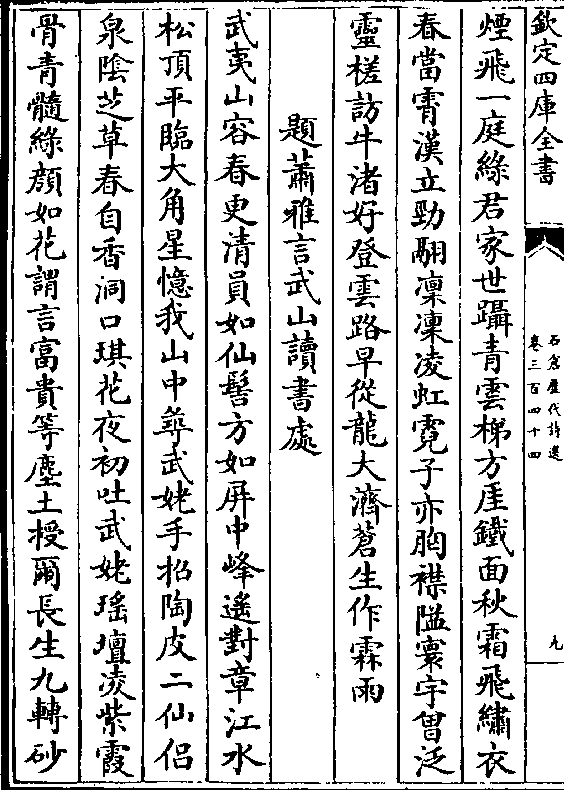 欽定四庫全書
石倉歷代詩選
卷三百四十四
九
煙飛一庭綠君家世躡青雲梯方厓鐵面秋霜飛繡衣
春當霄漢立勁翮凜凜凌虹霓子亦胸襟隘寰宇曾泛
靈槎訪牛渚好登雲路早從龍大濟蒼生作霖雨
題蕭雅言武山讀書處
武夷山容春更清員如仙髻方如屏中峰遙對章江水
松頂平臨大角星憶我山中尋武姥手招陶皮二仙侣
泉陰芝草春自香洞口琪花夜初吐武姥瑶壇凌紫霞
骨青髓綠顔如花謂言富貴等塵土授爾長生九轉砂